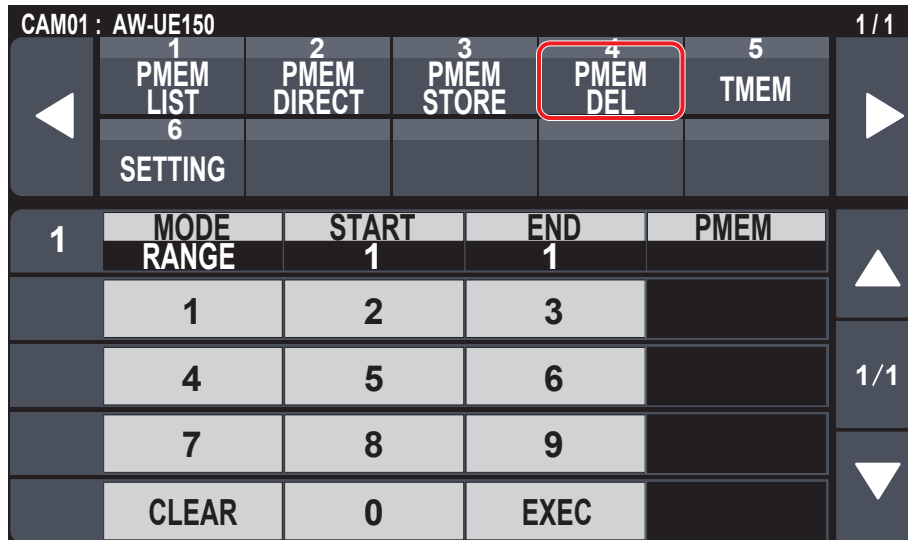 CAM01 : AW-UE150 1 / 1
1 2 3 4 5
PMEM LIST PMEM DIRECT PMEM STORE PMEM DEL TMEM
6
SETTING
1 MODE START END PMEM
RANGE 1 1
1 2 3
4 5 6 1/1
7 8 9
CLEAR 0 EXEC